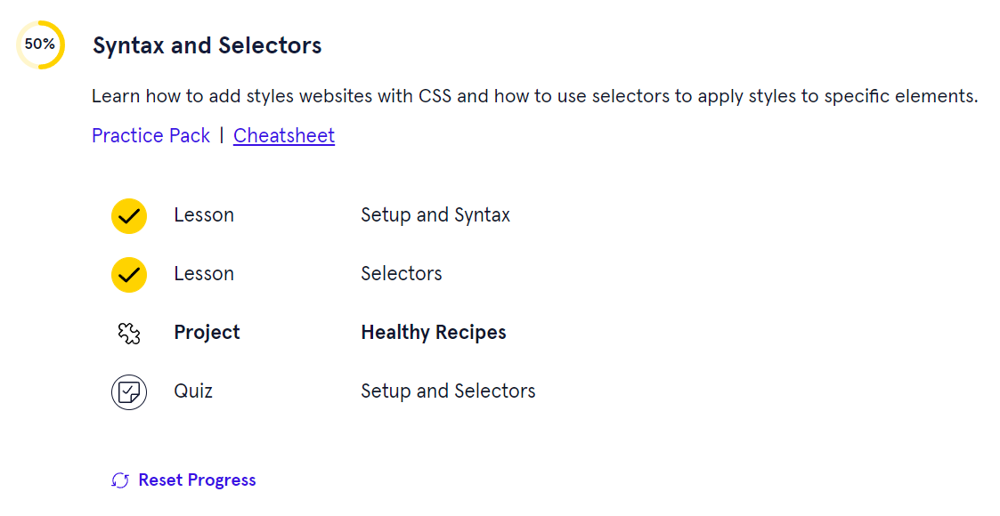 50%
Syntax and Selectors
Learn how to add styles websites with CSS and how to use selectors to apply styles to specific elements.
Practice Pack | Cheatsheet
Lesson Setup and Syntax
Lesson Selectors
Project Healthy Recipes
Quiz Setup and Selectors
Reset Progress